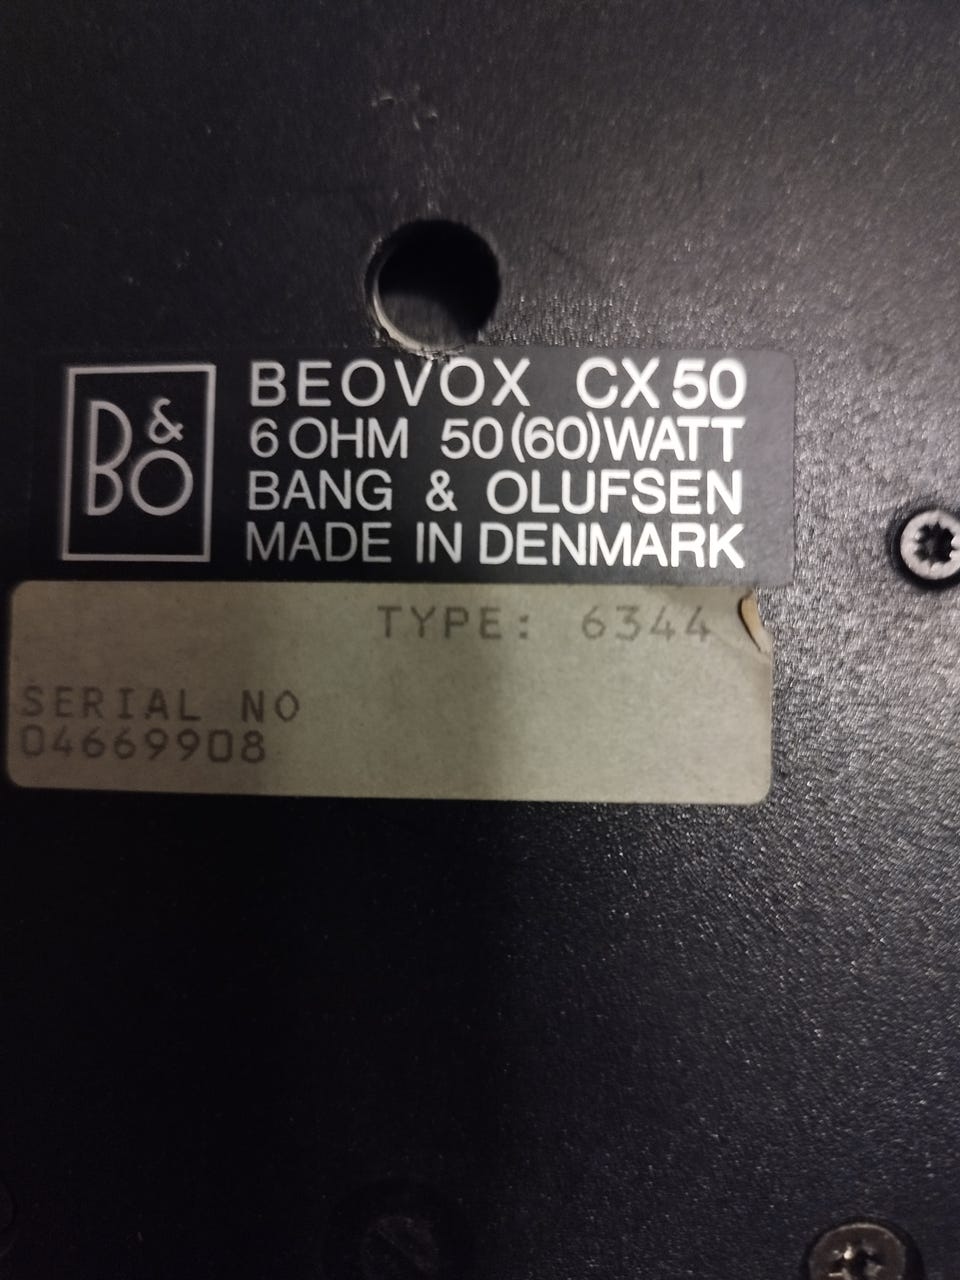 B&O
BEOVOX CX50
6 OHM 50(60)WATT
BANG & OLUFSEN
MADE IN DENMARK
TYPE: 6344
SERIAL NO
04669908